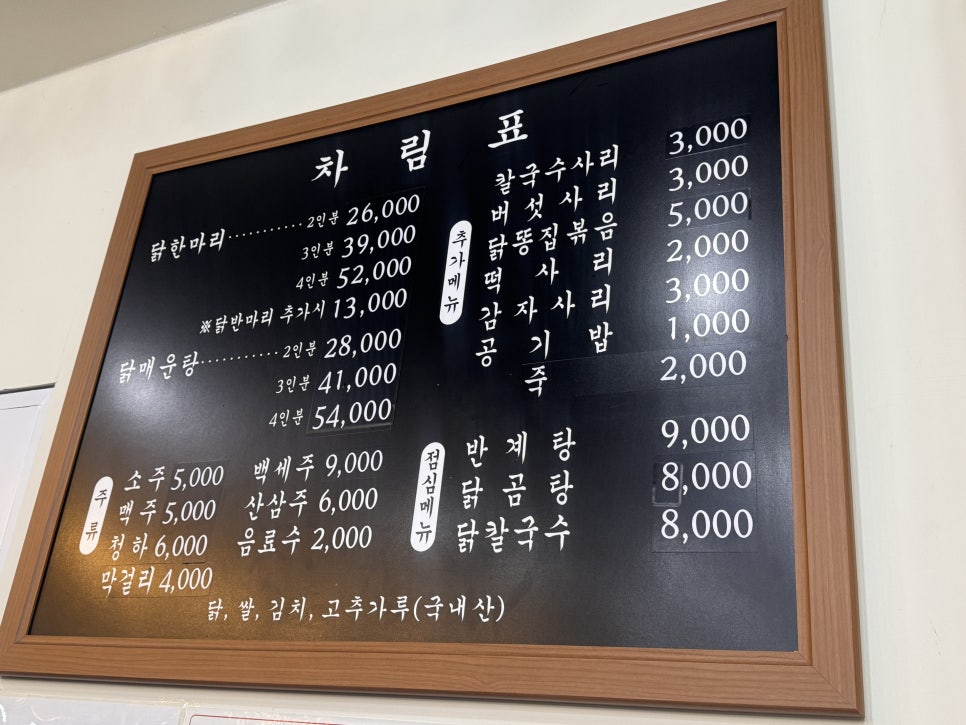 차림표
닭한마리 ··········· 2인분 26,000
3인분 39,000
4인분 52,000
※닭반마리 추가시 13,000
닭매운탕 ··········· 2인분 28,000
3인분 41,000
4인분 54,000
추가메뉴
칼국수사리 3,000
버섯사리 3,000
닭똥집볶음 5,000
떡사리 2,000
감자사리 3,000
공기밥 1,000
죽 2,000
주류
소주 5,000 백세주 9,000
맥주 5,000 산삼주 6,000
청하 6,000 음료수 2,000
막걸리 4,000
점심메뉴
반계탕 9,000
닭곰탕 8,000
닭칼국수 8,000
닭, 쌀, 김치, 고추가루(국내산)